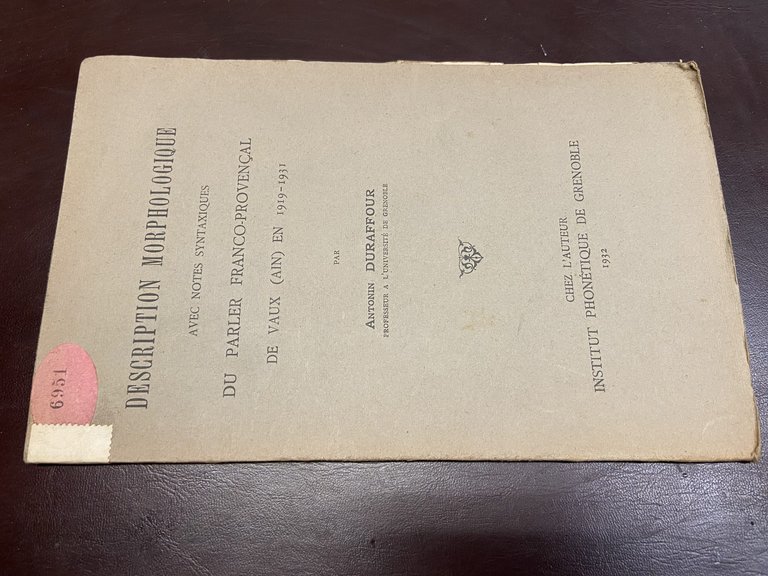 6951
DESCRIPTION MORPHOLOGIQUE
AVEC NOTES SYNTAXIQUES
DU PARLER FRANCO-PROVENÇAL
DE VAUX (AIN) EN 1919-1931
PAR
ANTONIN DURAFFOUR
PROFESSEUR A L'UNIVERSITÉ DE GRENOBLE
CHEZ L'AUTEUR
INSTITUT PHONÉTIQUE DE GRENOBLE
1932